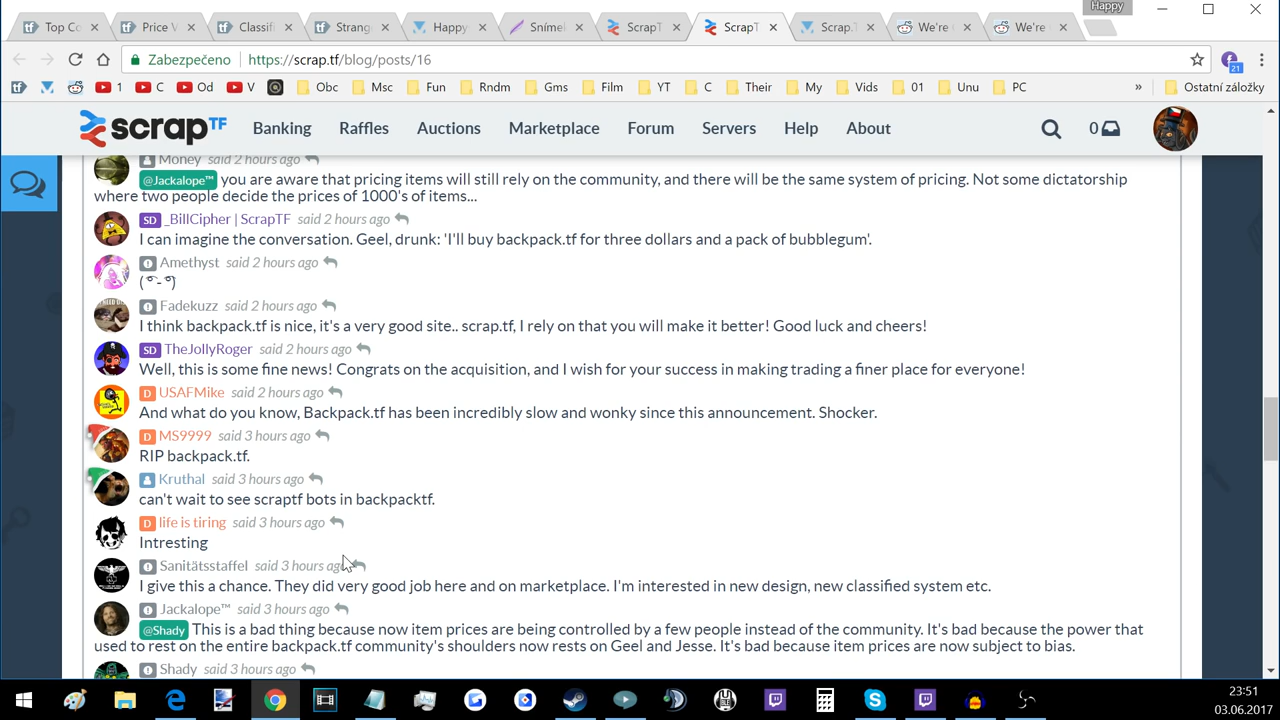 Happy
Top Co
Price V
Classifi
Strang
Happy
Snímel
ScrapT
ScrapT
Scrap.T
We're
We're
Zabezpečeno
https://scrap.tf/blog/posts/16
21
1
C
Od
V
Obc
Msc
Fun
Rndm
Gms
Film
YT
C
Their
My
Vids
01
Unu
PC
»
Ostatní záložky
scrap TF
Banking
Raffles
Auctions
Marketplace
Forum
Servers
Help
About
0
Money said 2 hours ago
@Jackalope™ you are aware that pricing items will still rely on the community, and there will be the same system of pricing. Not some dictatorship
where two people decide the prices of 1000's of items...
SD _BillCipher | ScrapTF said 2 hours ago
I can imagine the conversation. Geel, drunk: 'I'll buy backpack.tf for three dollars and a pack of bubblegum'.
Amethyst said 2 hours ago
( ͡° ͜ʖ ͡°)
Fadekuzz said 2 hours ago
I think backpack.tf is nice, it's a very good site.. scrap.tf, I rely on that you will make it better! Good luck and cheers!
SD TheJollyRoger said 2 hours ago
Well, this is some fine news! Congrats on the acquisition, and I wish for your success in making trading a finer place for everyone!
D USAFMike said 2 hours ago
And what do you know, Backpack.tf has been incredibly slow and wonky since this announcement. Shocker.
D MS9999 said 3 hours ago
RIP backpack.tf.
Kruthal said 3 hours ago
can't wait to see scraptf bots in backpacktf.
D life is tiring said 3 hours ago
Intresting
Sanitätsstaffel said 3 hours ago
I give this a chance. They did very good job here and on marketplace. I'm interested in new design, new classified system etc.
Jackalope™ said 3 hours ago
@Shady This is a bad thing because now item prices are being controlled by a few people instead of the community. It's bad because the power that
used to rest on the entire backpack.tf community's shoulders now rests on Geel and Jesse. It's bad because item prices are now subject to bias.
Shady said 3 hours ago
23:51
03.06.2017